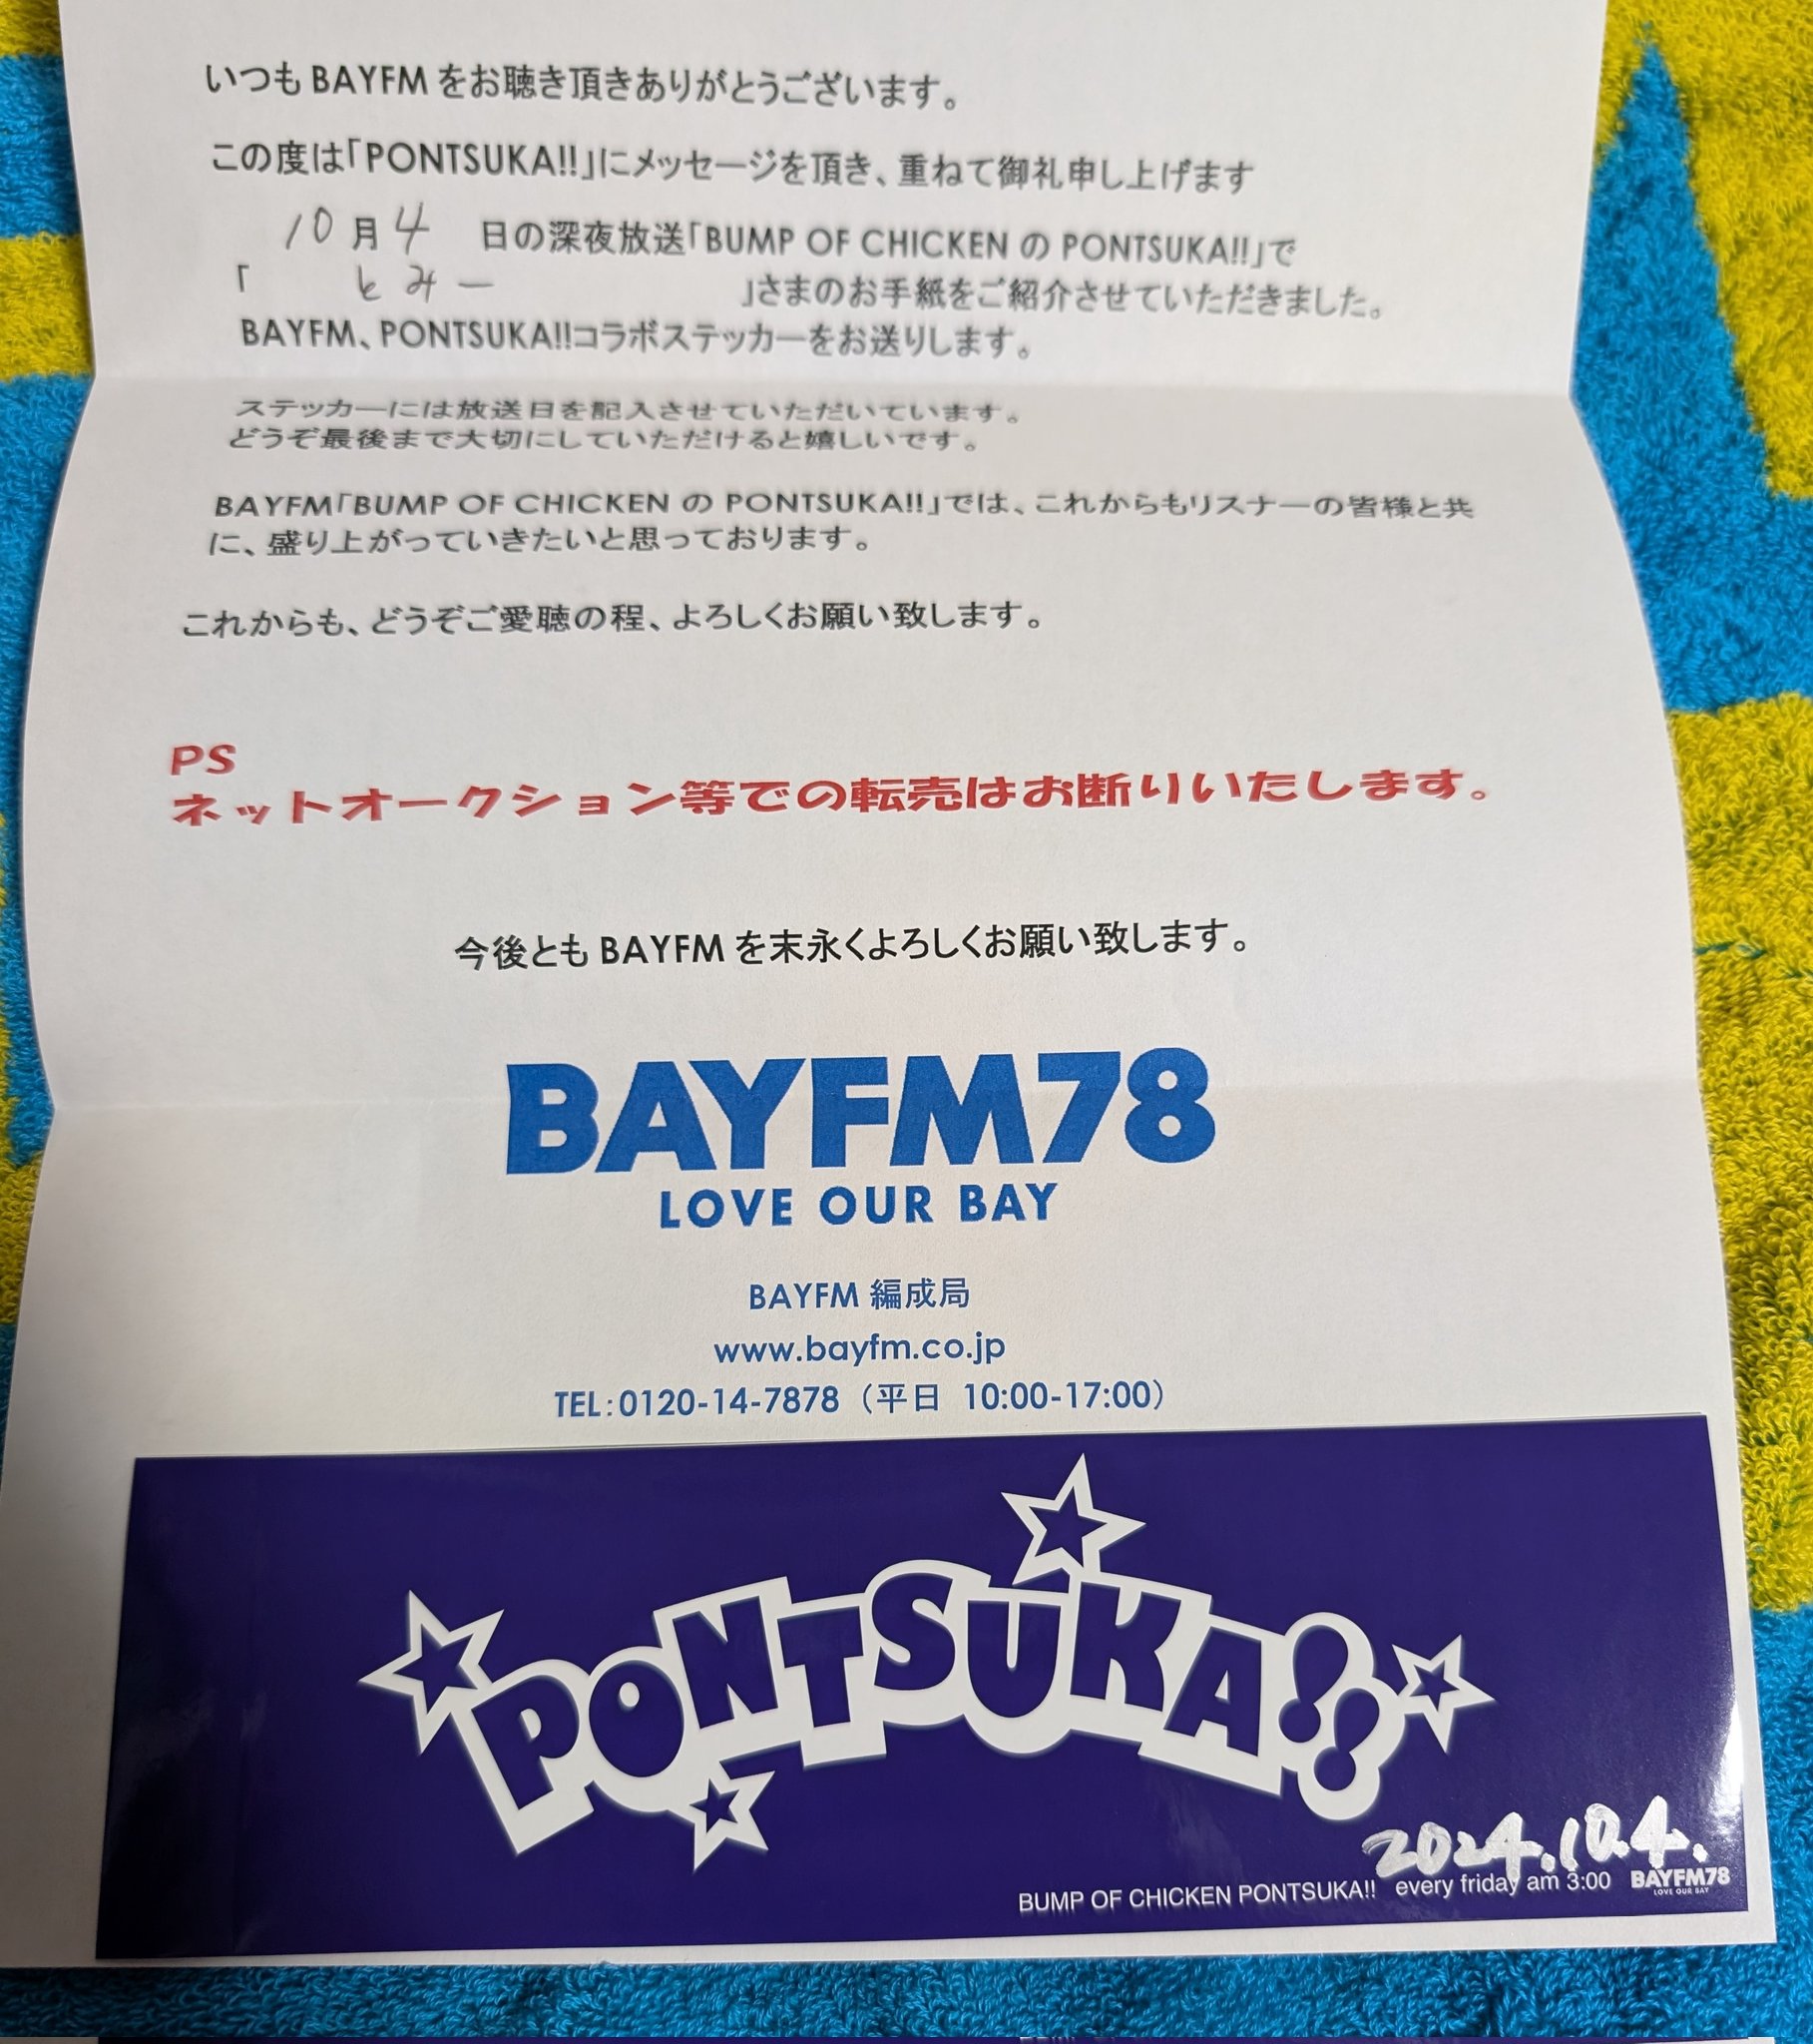 いつも BAYFM をお聴き頂きありがとうございます。
この度は「PONTSUKA!!」にメッセージを頂き、重ねて御礼申し上げます
10月4 日の深夜放送「BUMP OF CHICKEN の PONTSUKA!!」で
「 とみー 」さまのお手紙をご紹介させていただきました。
BAYFM、PONTSUKA!!コラボステッカーをお送りします。
ステッカーには放送日を記入させていただいています。
どうぞ最後まで大切にしていただけると嬉しいです。
BAYFM「BUMP OF CHICKEN の PONTSUKA!!」では、これからもリスナーの皆様と共
に、盛り上がっていきたいと思っております。
これからも、どうぞご愛聴の程、よろしくお願い致します。
PS
ネットオークション等での転売はお断りいたします。
今後とも BAYFM を末永くよろしくお願い致します。
BAYFM78
LOVE OUR BAY
BAYFM 編成局
www.bayfm.co.jp
TEL:0120-14-7878（平日 10:00-17:00）
PONTSUKA!!
2024.10.4.
BUMP OF CHICKEN PONTSUKA!! every friday am 3:00 BAYFM78
LOVE OUR BAY